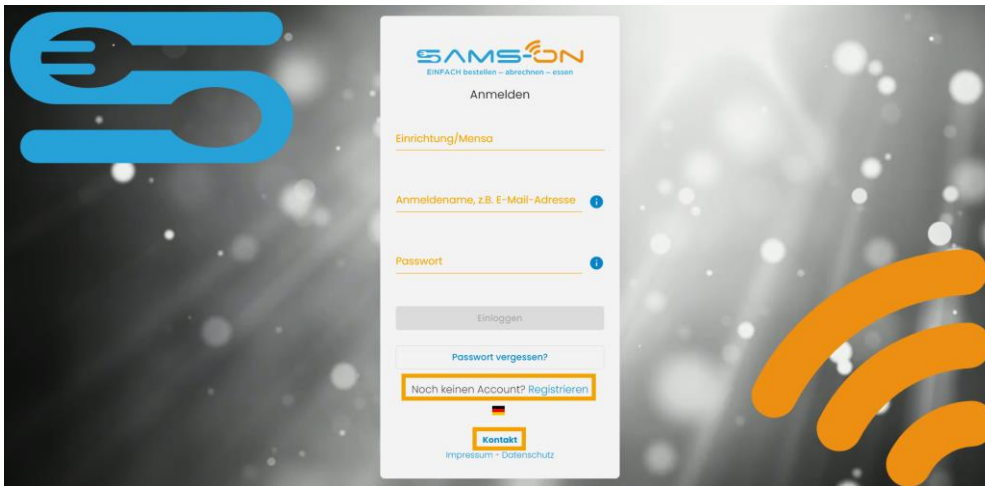 SAMS-ON
EINFACH bestellen – abrechnen – essen
Anmelden
Einrichtung/Mensa
Anmeldename, z.B. E-Mail-Adresse
Passwort
Einloggen
Passwort vergessen?
Noch keinen Account? Registrieren
Kontakt
Impressum - Datenschutz